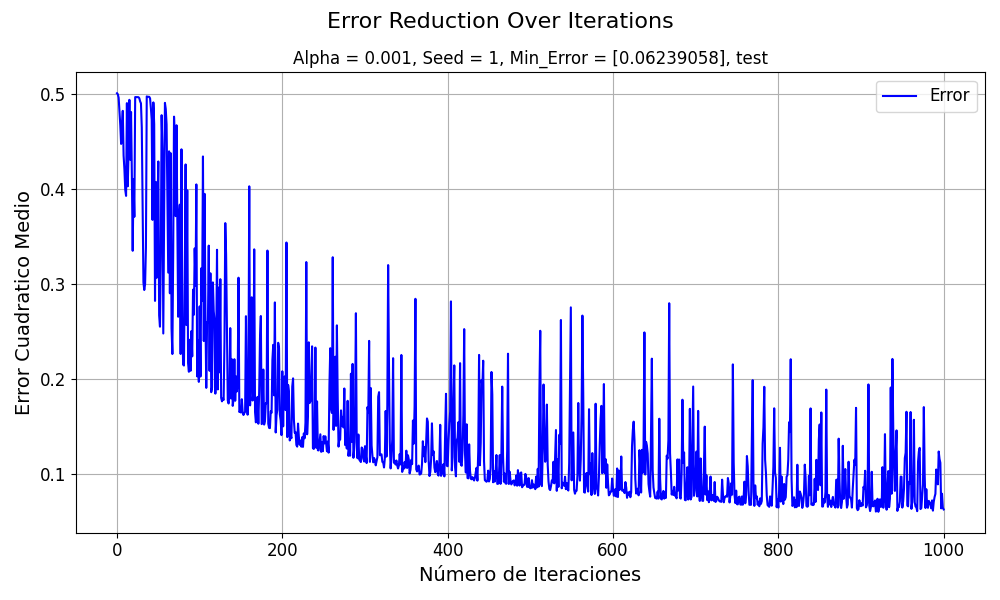 Error Reduction Over Iterations
Alpha = 0.001, Seed = 1, Min_Error = [0.06239058], test
Error
0.5
0.4
0.3
0.2
0.1
Error Cuadratico Medio
0 200 400 600 800 1000
Número de Iteraciones